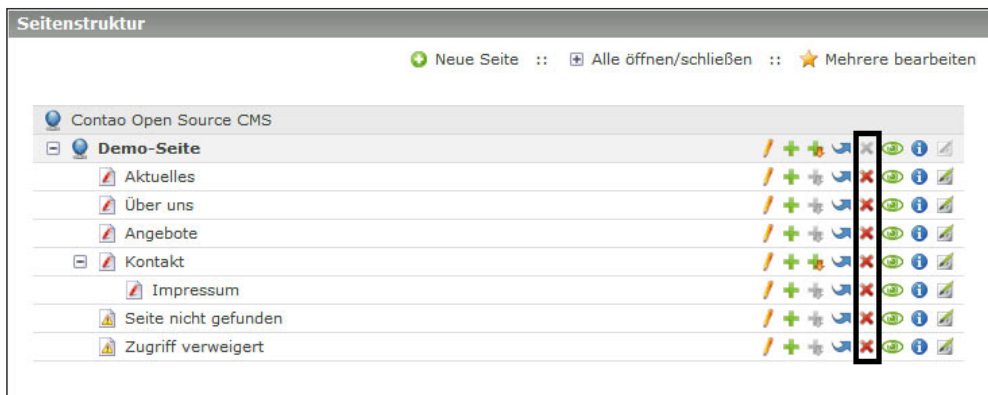 Seitenstruktur
Neue Seite :: Alle öffnen/schließen :: Mehrere bearbeiten
Contao Open Source CMS
Demo-Seite
Aktuelles
Über uns
Angebote
Kontakt
Impressum
Seite nicht gefunden
Zugriff verweigert